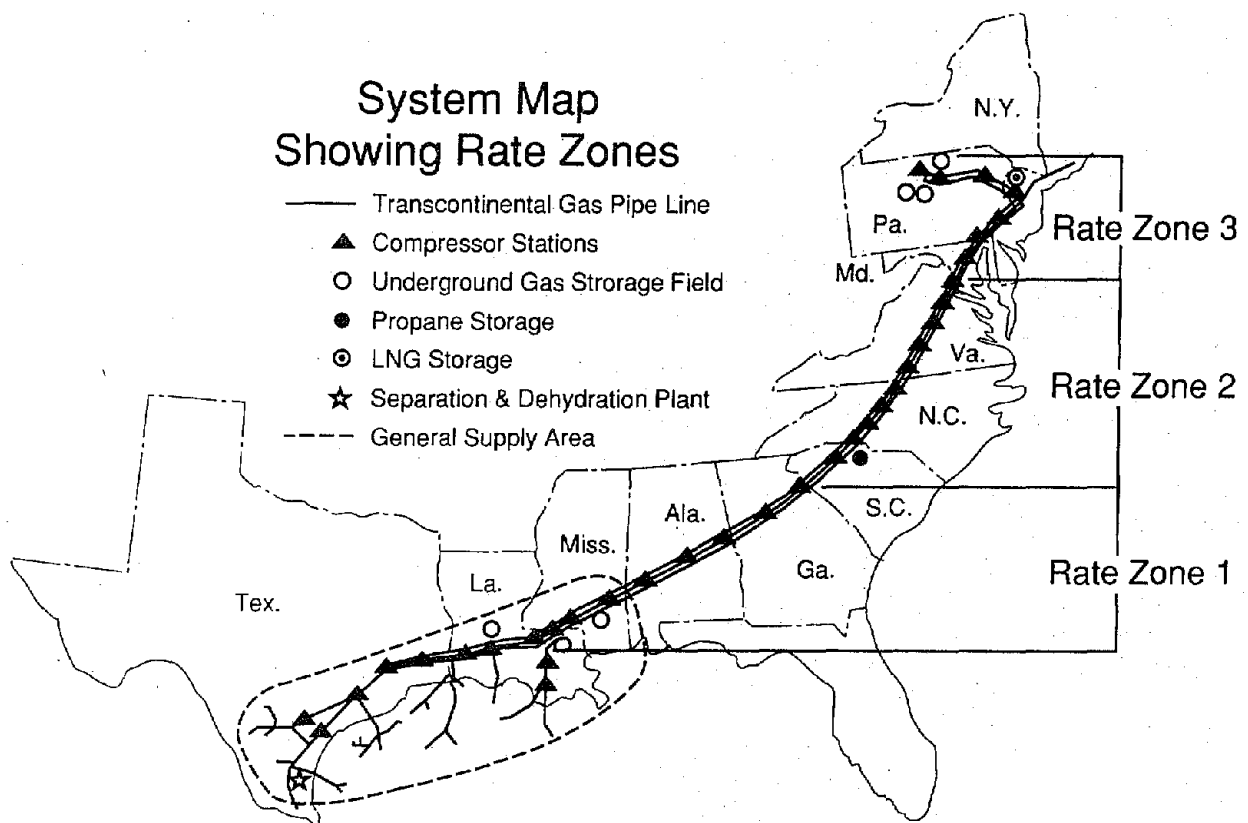 System Map
Showing Rate Zones
Transcontinental Gas Pipe Line
Compressor Stations
Underground Gas Strorage Field
Propane Storage
LNG Storage
Separation & Dehydration Plant
General Supply Area
N.Y.
Pa.
Rate Zone 3
Md.
Va.
Rate Zone 2
N.C.
S.C.
Ala.
Miss.
Ga.
Rate Zone 1
La.
Tex.